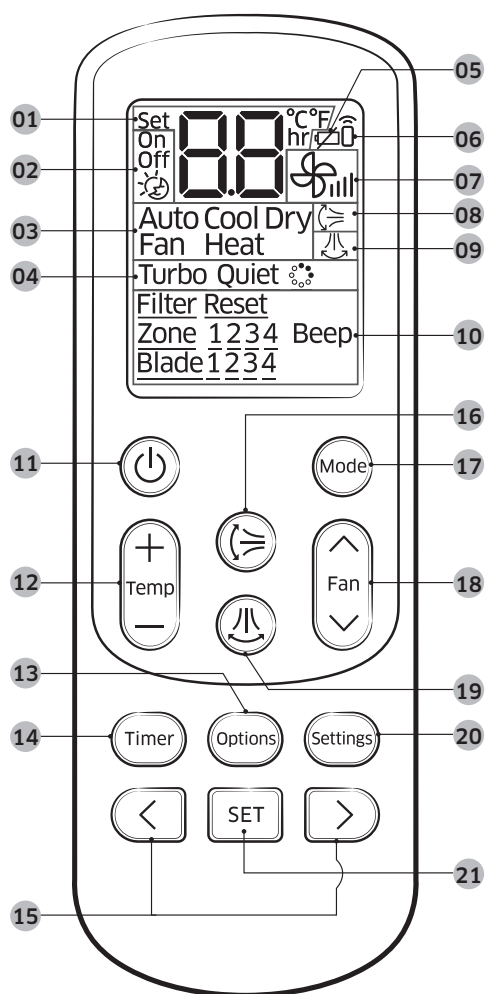 05
01
Set
88
°C°F
hr
06
On
02
Off
07
03
Auto Cool Dry
08
Fan Heat
09
04
Turbo Quiet
Filter Reset
Zone 1234 Beep
10
Blade 1234
16
11
Mode
17
12
Temp
Fan
18
13
19
14
Timer
Options
Settings
20
SET
21
15